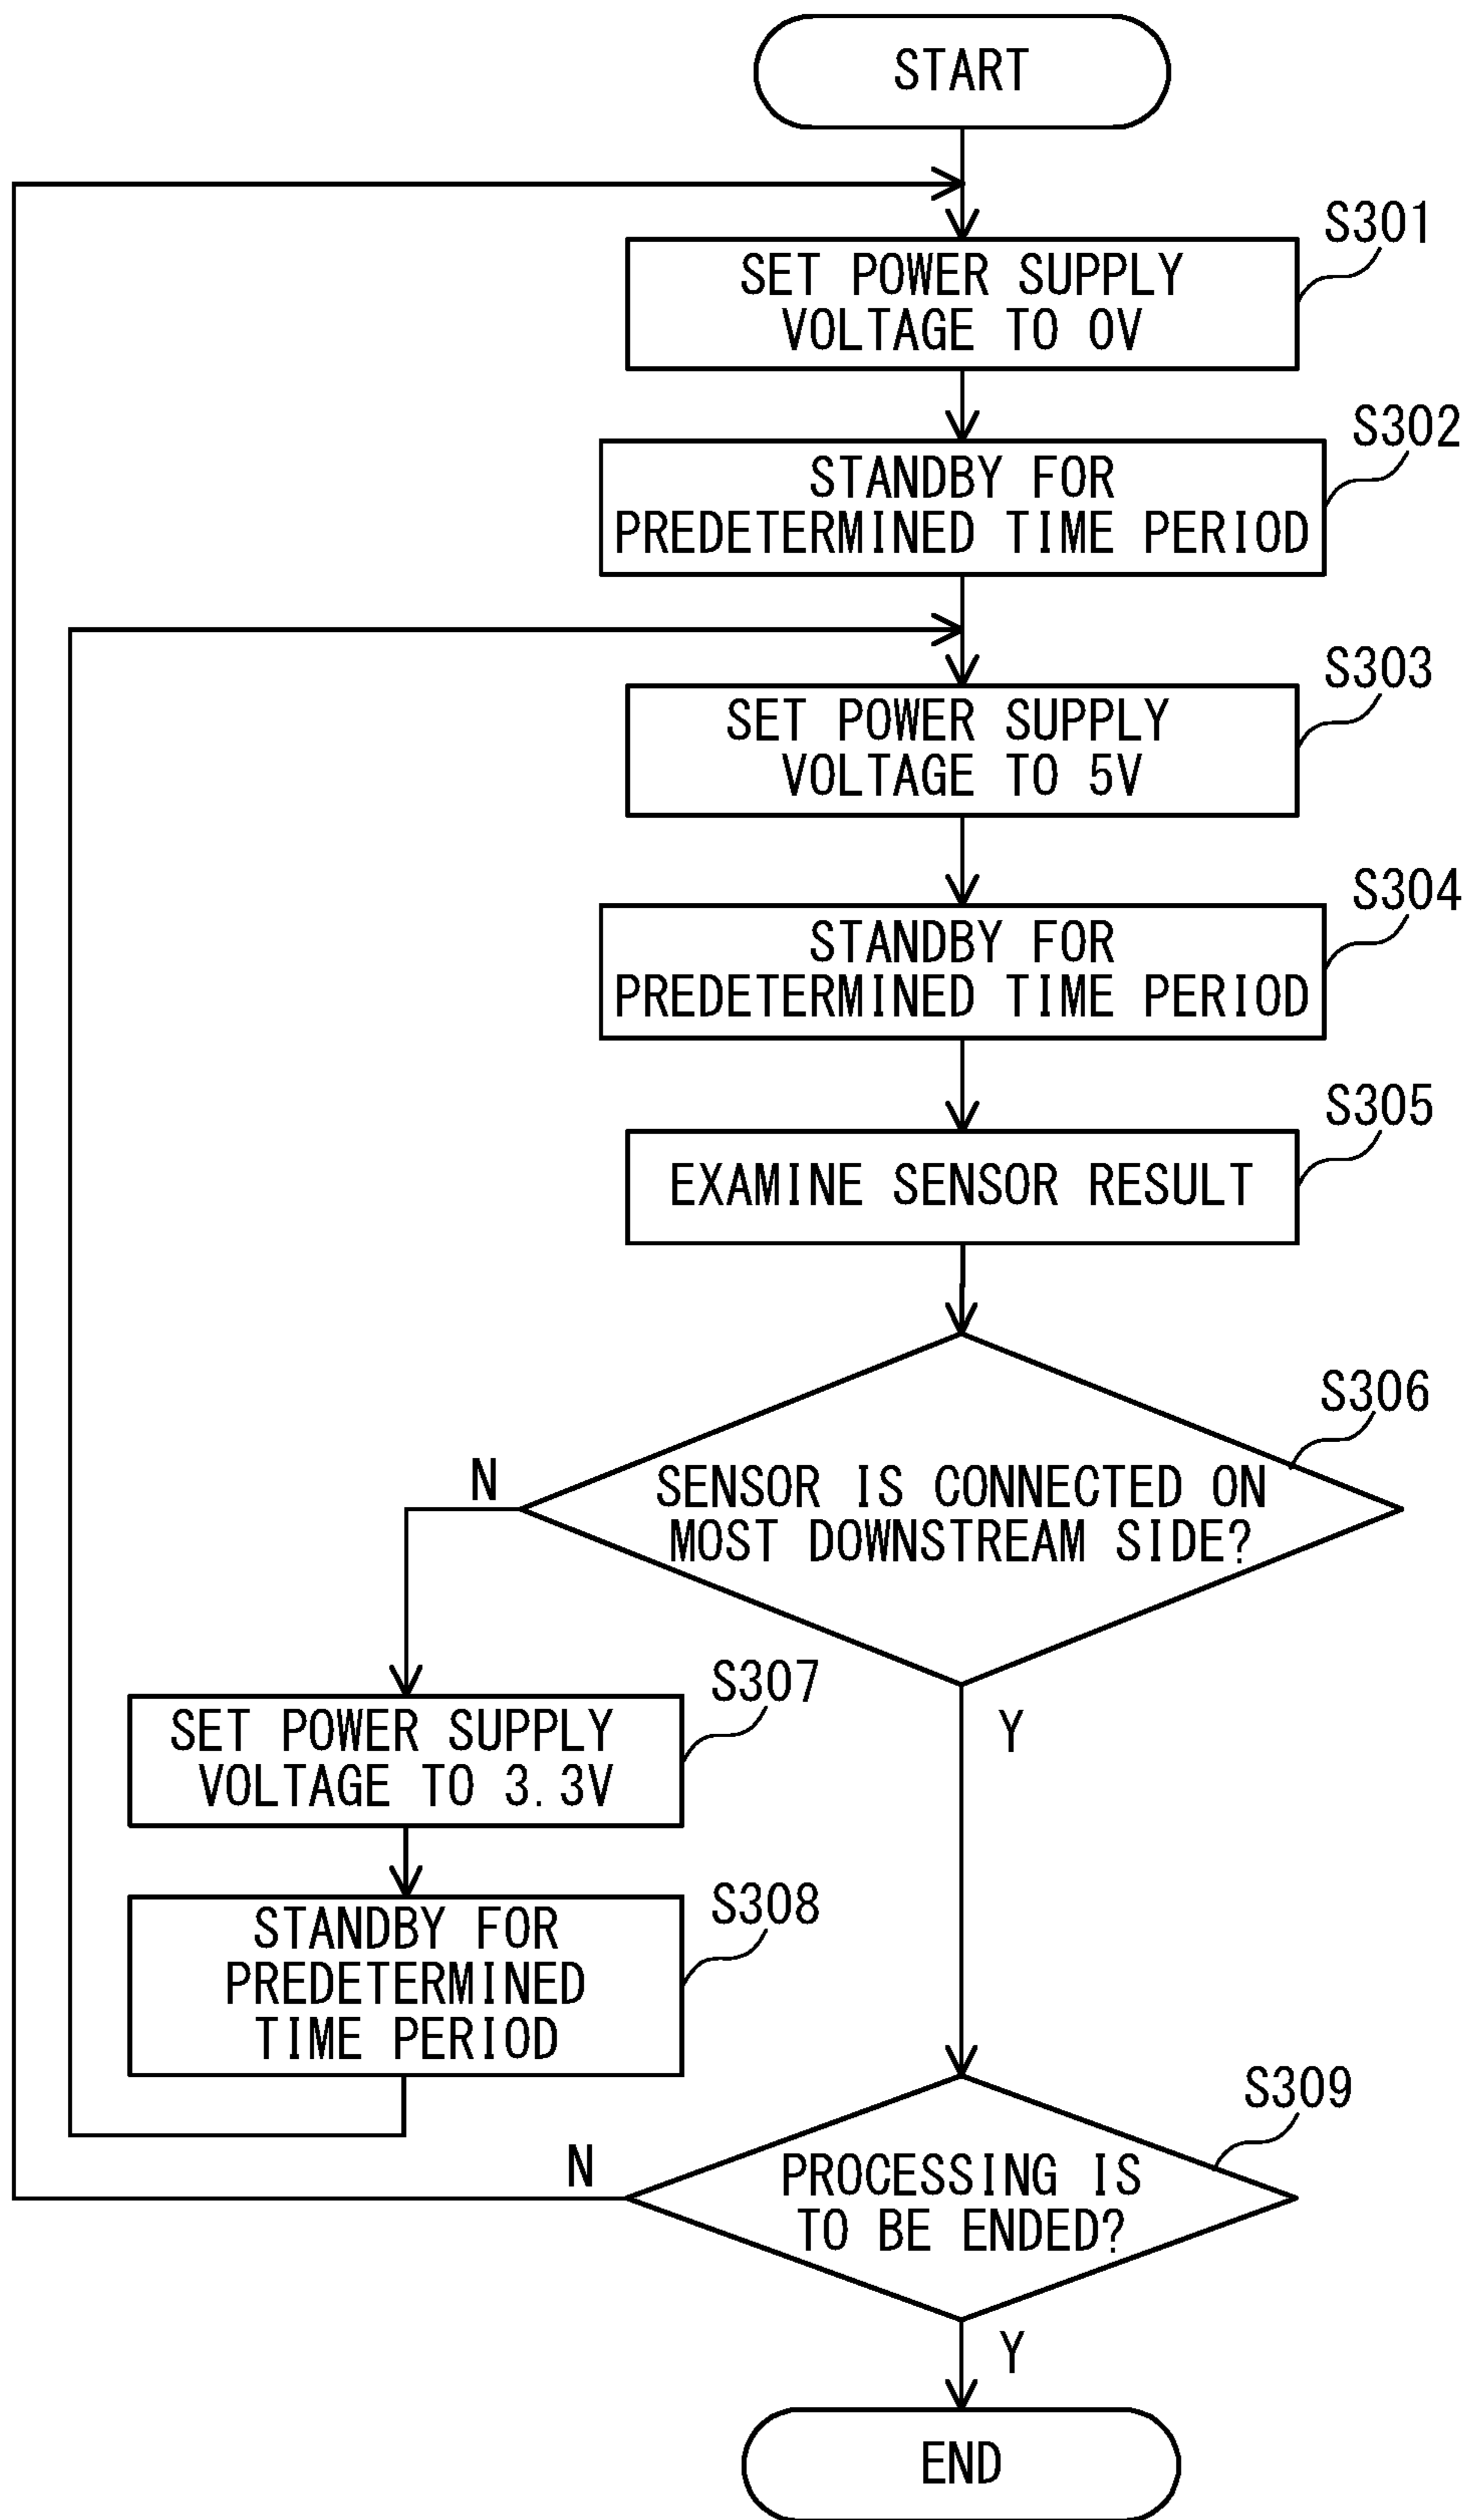 START
S301
SET POWER SUPPLY
VOLTAGE TO 0V
S302
STANDBY FOR
PREDETERMINED TIME PERIOD
S303
SET POWER SUPPLY
VOLTAGE TO 5V
S304
STANDBY FOR
PREDETERMINED TIME PERIOD
S305
EXAMINE SENSOR RESULT
S306
N
SENSOR IS CONNECTED ON
MOST DOWNSTREAM SIDE?
S307
SET POWER SUPPLY
VOLTAGE TO 3.3V
Y
S308
STANDBY FOR
PREDETERMINED
TIME PERIOD
S309
N
PROCESSING IS
TO BE ENDED?
Y
END